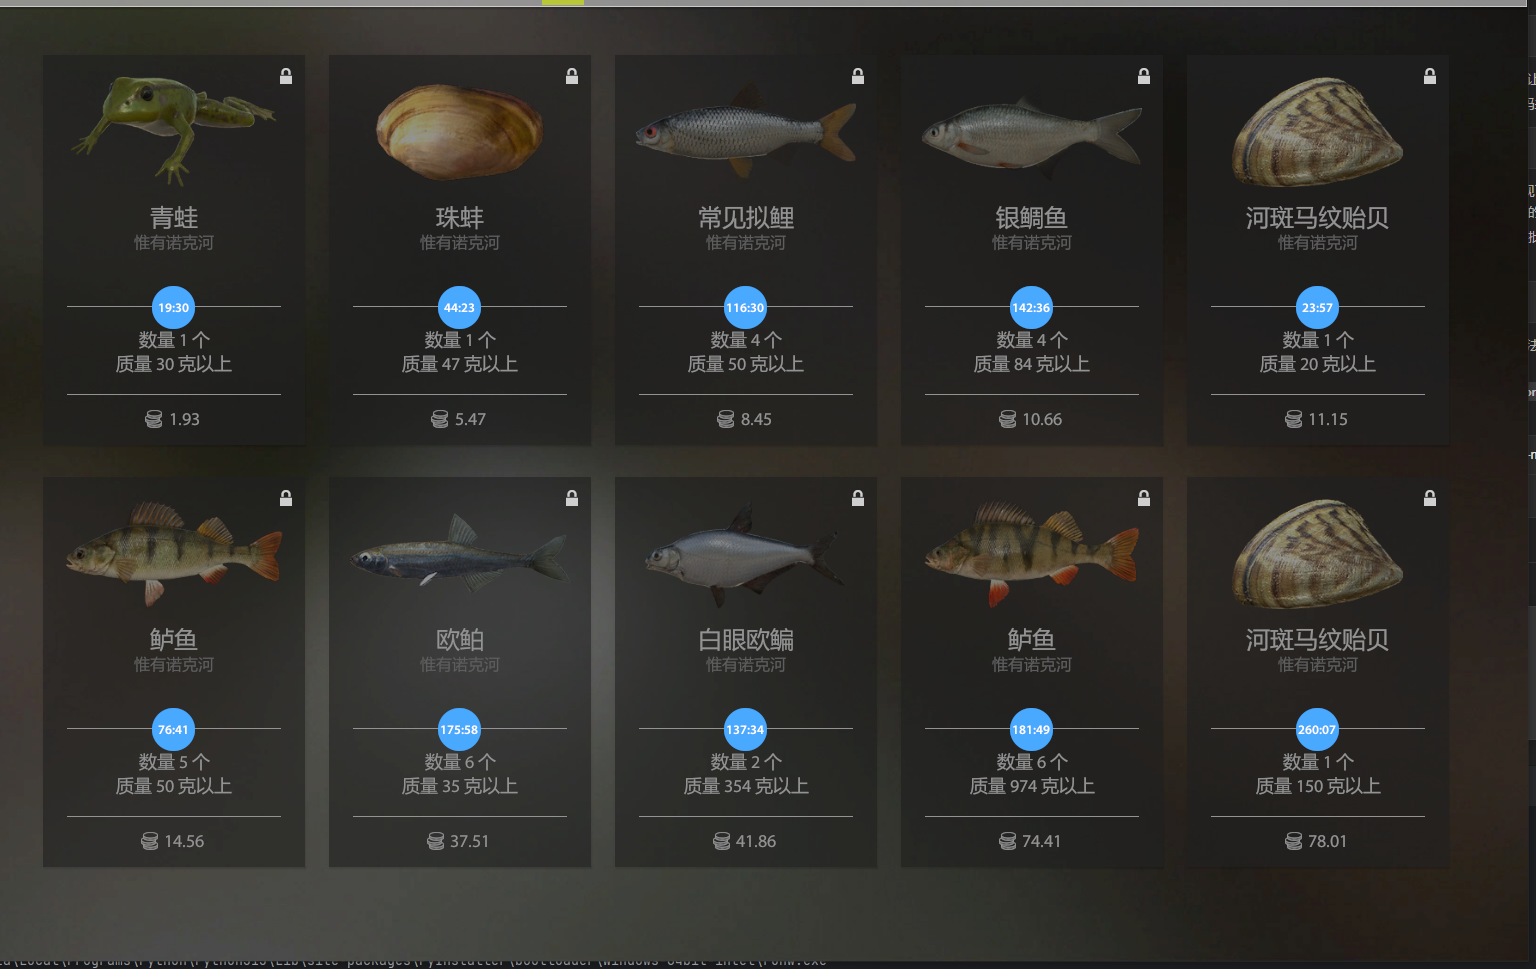 青蛙
惟有诺克河
19:30
数量 1 个
质量 30 克以上
1.93
珠蚌
惟有诺克河
44:23
数量 1 个
质量 47 克以上
5.47
常见拟鲤
惟有诺克河
116:30
数量 4 个
质量 50 克以上
8.45
银鲷鱼
惟有诺克河
142:36
数量 4 个
质量 84 克以上
10.66
河斑马纹贻贝
惟有诺克河
23:57
数量 1 个
质量 20 克以上
11.15
鲈鱼
惟有诺克河
76:41
数量 5 个
质量 50 克以上
14.56
欧鲌
惟有诺克河
175:58
数量 6 个
质量 35 克以上
37.51
白眼欧鳊
惟有诺克河
137:34
数量 2 个
质量 354 克以上
41.86
鲈鱼
惟有诺克河
181:49
数量 6 个
质量 974 克以上
74.41
河斑马纹贻贝
惟有诺克河
260:07
数量 1 个
质量 150 克以上
78.01